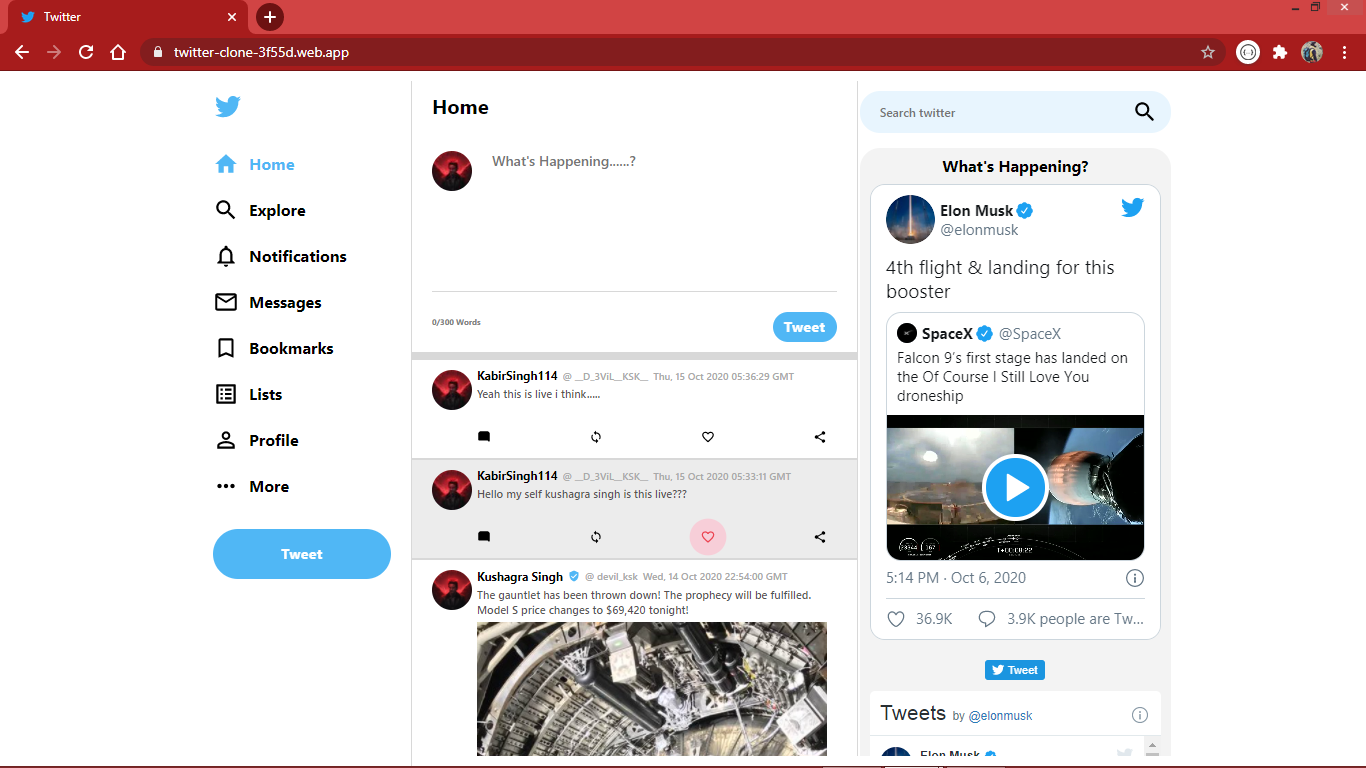 Twitter
twitter-clone-3f55d.web.app
Home
Explore
Notifications
Messages
Bookmarks
Lists
Profile
More
Tweet
Home
What's Happening......?
0/300 Words
Tweet
KabirSingh114 @ __D_3ViL__KSK__ Thu, 15 Oct 2020 05:36:29 GMT
Yeah this is live i think.....
KabirSingh114 @ __D_3ViL__KSK__ Thu, 15 Oct 2020 05:33:11 GMT
Hello my self kushagra singh is this live???
Kushagra Singh @ devil_ksk Wed, 14 Oct 2020 22:54:00 GMT
The gauntlet has been thrown down! The prophecy will be fulfilled.
Model S price changes to $69,420 tonight!
Search twitter
What's Happening?
Elon Musk
@elonmusk
4th flight & landing for this
booster
SpaceX @SpaceX
Falcon 9's first stage has landed on
the Of Course I Still Love You
droneship
T+00:08:22
5:14 PM · Oct 6, 2020
36.9K 3.9K people are Tw...
Tweet
Tweets by @elonmusk
Elon Musk